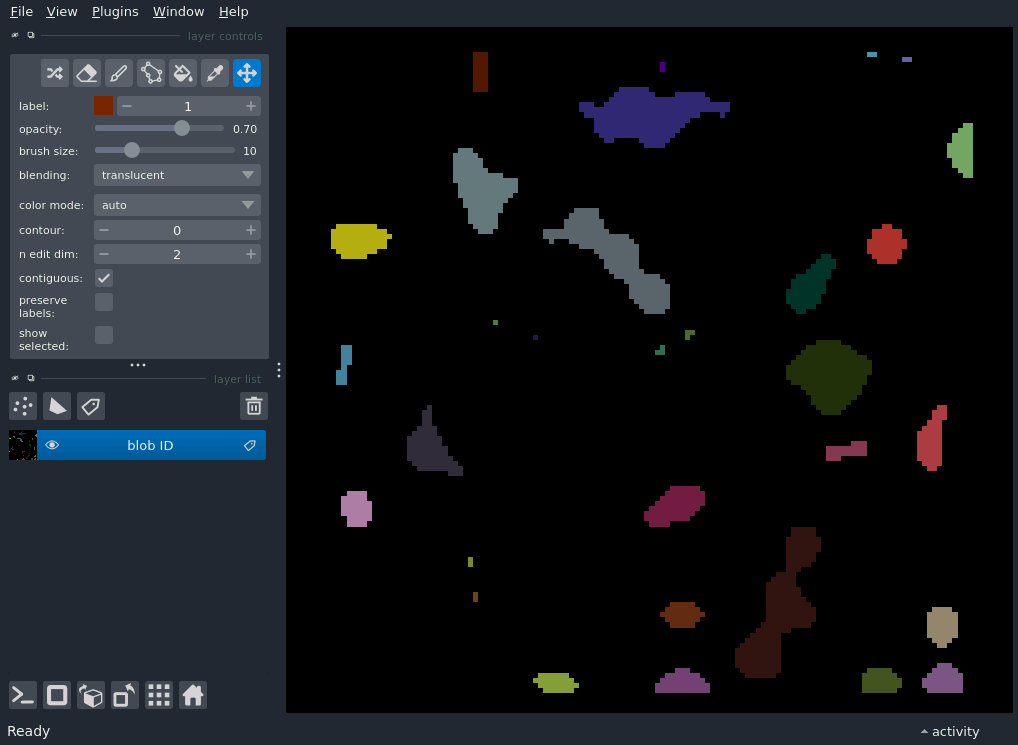 File View Plugins Window Help
layer controls
label: 1
opacity: 0.70
brush size: 10
blending: translucent
color mode: auto
contour: 0
n edit dim: 2
contiguous:
preserve
labels:
show
selected:
layer list
blob ID
Ready
activity